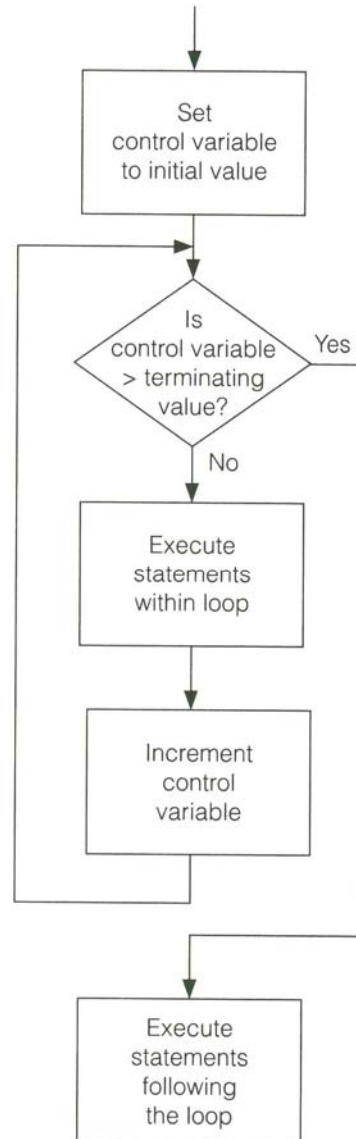 Set
control variable
to initial value
Is
control variable
> terminating
value?
Yes
No
Execute
statements
within loop
Increment
control
variable
Execute
statements
following
the loop